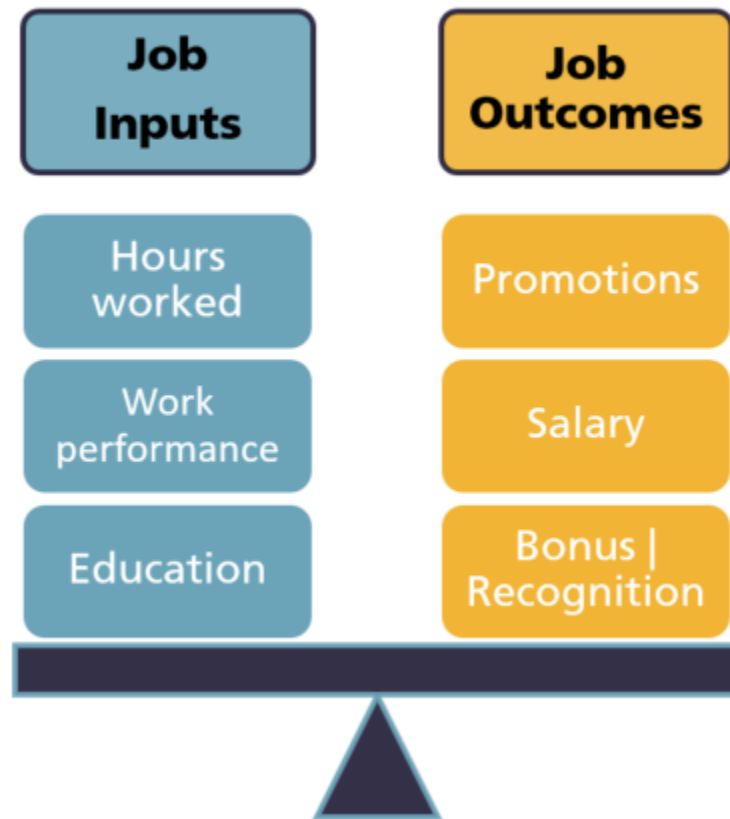 Job
Inputs
Hours
worked
Work
performance
Education
Job
Outcomes
Promotions
Salary
Bonus |
Recognition